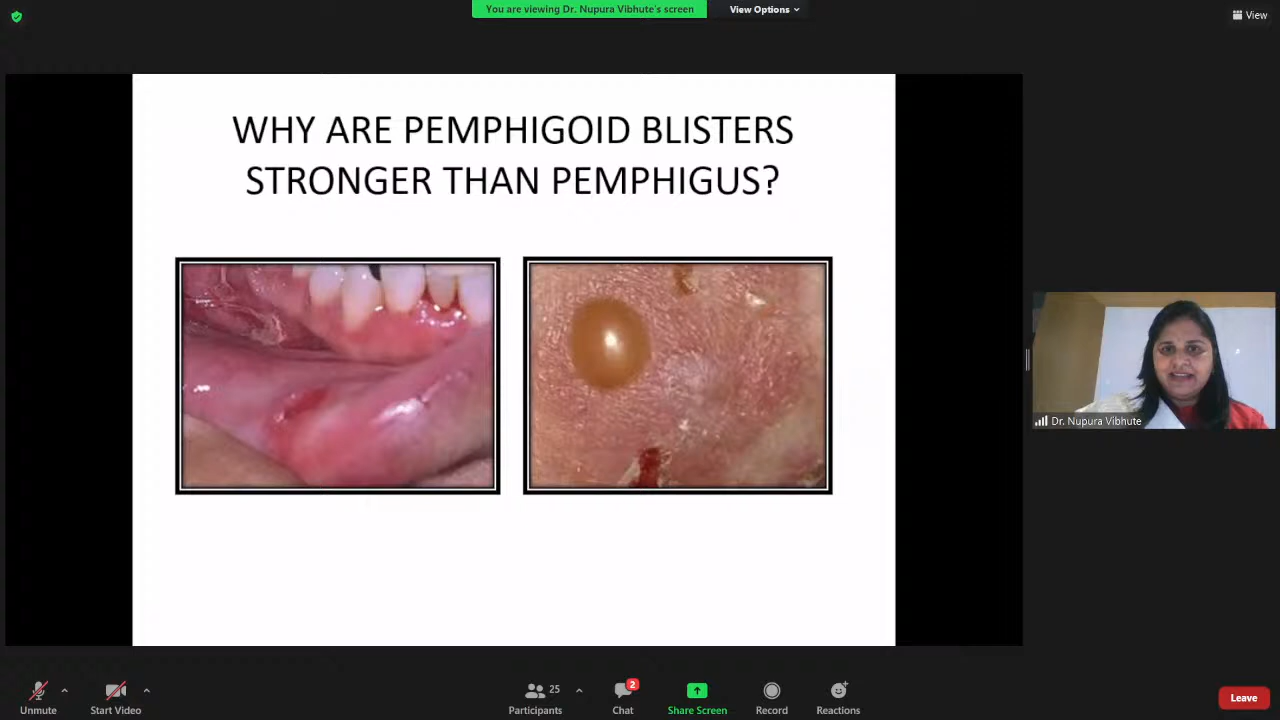 You are viewing Dr. Nupura Vibhute's screen
View Options
View
WHY ARE PEMPHIGOID BLISTERS
STRONGER THAN PEMPHIGUS?
Dr. Nupura Vibhute
Unmute
Start Video
25
Participants
2
Chat
Share Screen
Record
Reactions
Leave